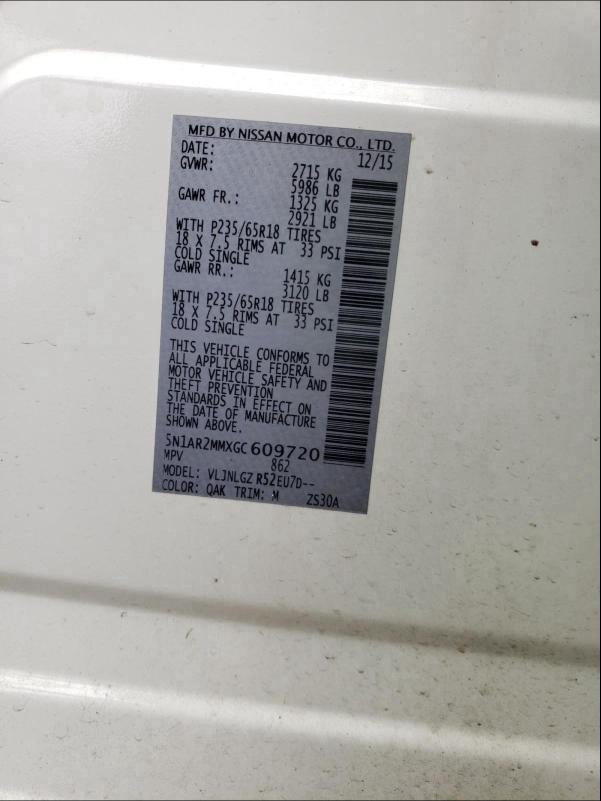 MFD BY NISSAN MOTOR CO., LTD.
DATE: 12/15
GVWR: 2715 KG
5986 LB
GAWR FR.: 1325 KG
2921 LB
WITH P235/65R18 TIRES
18 X 7.5 RIMS AT 33 PSI
COLD SINGLE
GAWR RR.: 1415 KG
3120 LB
WITH P235/65R18 TIRES
18 X 7.5 RIMS AT 33 PSI
COLD SINGLE
THIS VEHICLE CONFORMS TO
ALL APPLICABLE FEDERAL
MOTOR VEHICLE SAFETY AND
THEFT PREVENTION
STANDARDS IN EFFECT ON
THE DATE OF MANUFACTURE
SHOWN ABOVE.
5N1AR2MMXGC609720
MPV 862
MODEL: VLJNLGZ R52EU7D--
COLOR: QAK TRIM: M ZS30A